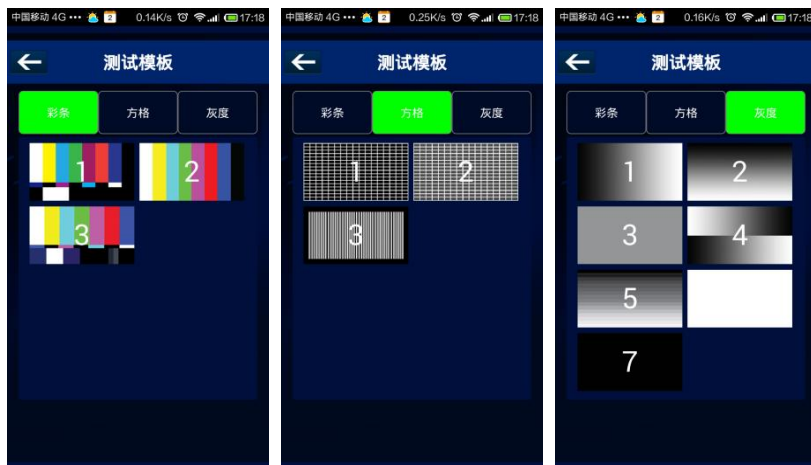 中国移动 4G ••• 2 0.14K/s 17:18
测试模板
彩条 方格 灰度
1 2
3
中国移动 4G ••• 2 0.25K/s 17:18
测试模板
彩条 方格 灰度
1 2
3
中国移动 4G ••• 2 0.16K/s 17:18
测试模板
彩条 方格 灰度
1 2
3 4
5
7